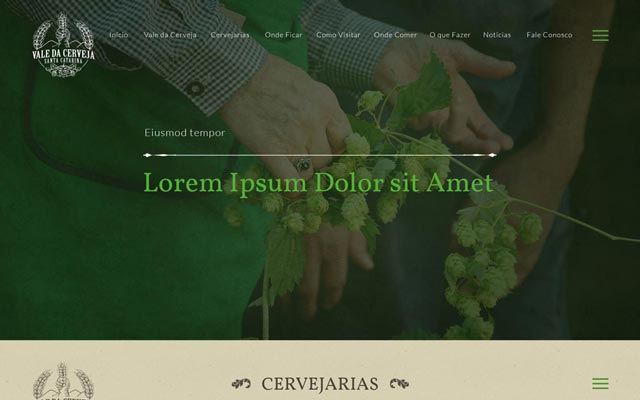 Início Vale da Cerveja Cervejarias Onde Ficar Como Visitar Onde Comer O que Fazer Notícias Fale Conosco
VALE DA CERVEJA
SANTA CATARINA
Eiusmod tempor
Lorem Ipsum Dolor sit Amet
CERVEJARIAS